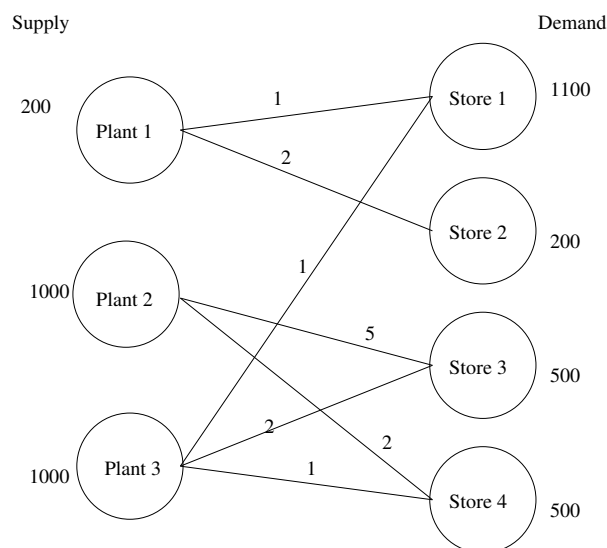 Supply
Demand
200
Plant 1
1
Store 1
1100
2
Store 2
200
1000
Plant 2
1
5
Store 3
500
2
2
1000
Plant 3
1
Store 4
500